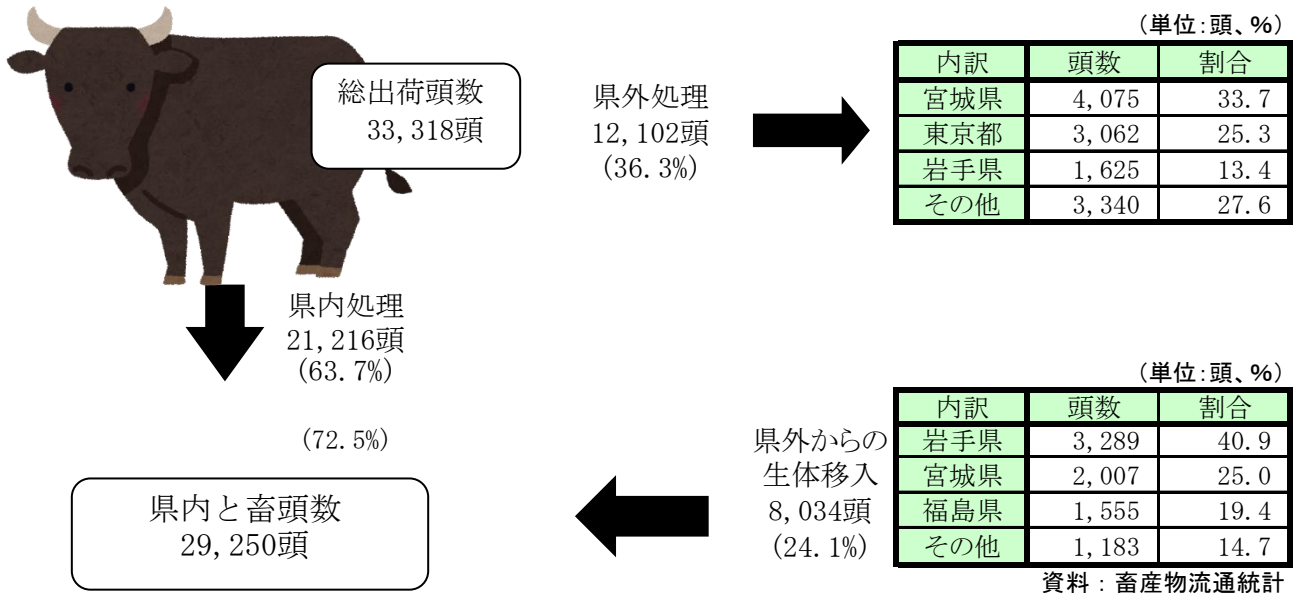 総出荷頭数
33,318頭
県外処理
12,102頭
(36.3%)
(単位:頭、%)
内訳 頭数 割合
宮城県 4,075 33.7
東京都 3,062 25.3
岩手県 1,625 13.4
その他 3,340 27.6
県内処理
21,216頭
(63.7%)
(72.5%)
県内と畜頭数
29,250頭
県外からの
生体移入
8,034頭
(24.1%)
(単位:頭、%)
内訳 頭数 割合
岩手県 3,289 40.9
宮城県 2,007 25.0
福島県 1,555 19.4
その他 1,183 14.7
資料：畜産物流通統計